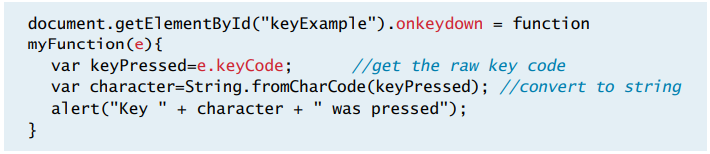 document.getElementById("keyExample").onkeydown = function
myFunction(e){
var keyPressed=e.keyCode; //get the raw key code
var character=String.fromCharCode(keyPressed); //convert to string
alert("Key " + character + " was pressed");
}